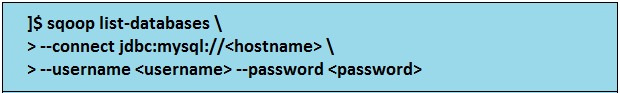 ]$ sqoop list-databases \
> --connect jdbc:mysql://<hostname> \
> --username <username> --password <password>